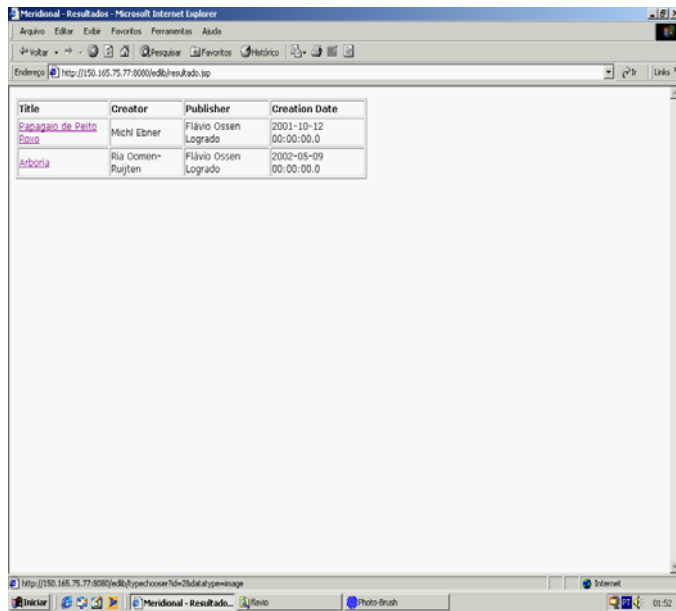 Meridional - Resultados - Microsoft Internet Explorer
Arquivo Editar Exibir Favoritos Ferramentas Ajuda
Voltar Pesquisar Favoritos Histórico
Endereço http://150.165.75.77:8080/edlib/resultado.jsp Ir Links
Title Creator Publisher Creation Date
Papagaio de Peito Michl Ebner Flávio Ossen 2001-10-12
Roxo Logrado 00:00:00.0
Arboria Ria Oomen- Flávio Ossen 2002-05-09
Ruijten Logrado 00:00:00.0
http://150.165.75.77:8080/edlib/typechooser?id=2&datatype=image Internet
Iniciar Meridional - Resultado... flavio Photo-Brush PT 01:52